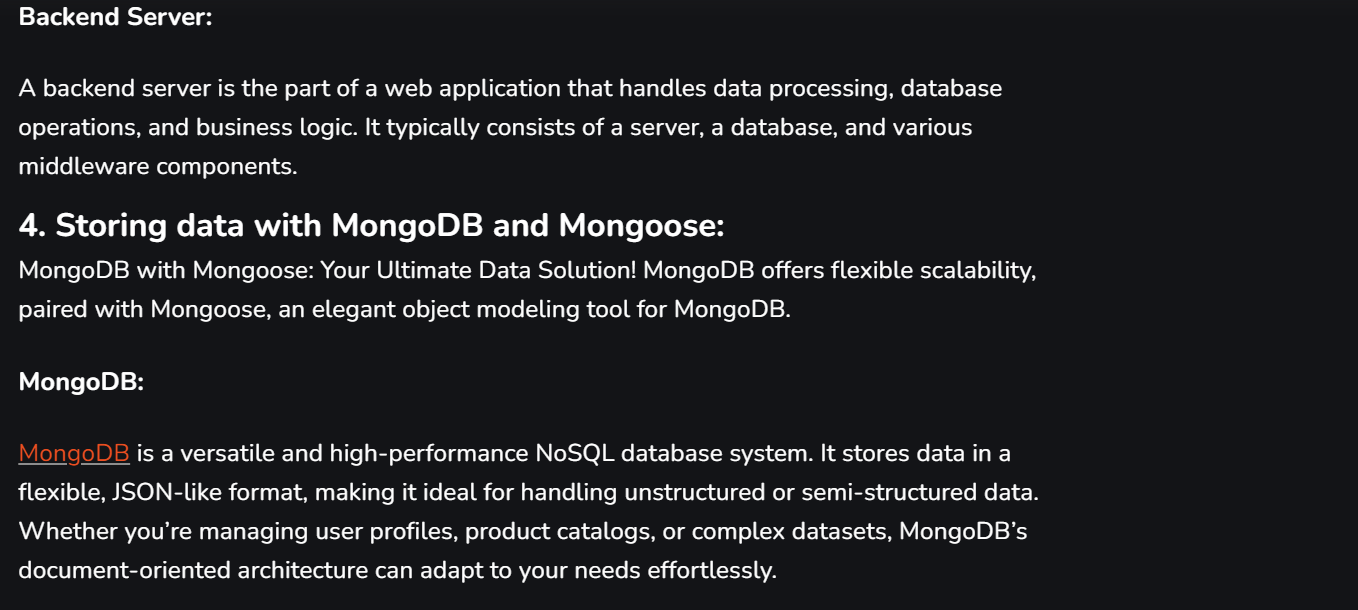 Backend Server:
A backend server is the part of a web application that handles data processing, database
operations, and business logic. It typically consists of a server, a database, and various
middleware components.
4. Storing data with MongoDB and Mongoose:
MongoDB with Mongoose: Your Ultimate Data Solution! MongoDB offers flexible scalability,
paired with Mongoose, an elegant object modeling tool for MongoDB.
MongoDB:
MongoDB is a versatile and high-performance NoSQL database system. It stores data in a
flexible, JSON-like format, making it ideal for handling unstructured or semi-structured data.
Whether you’re managing user profiles, product catalogs, or complex datasets, MongoDB’s
document-oriented architecture can adapt to your needs effortlessly.